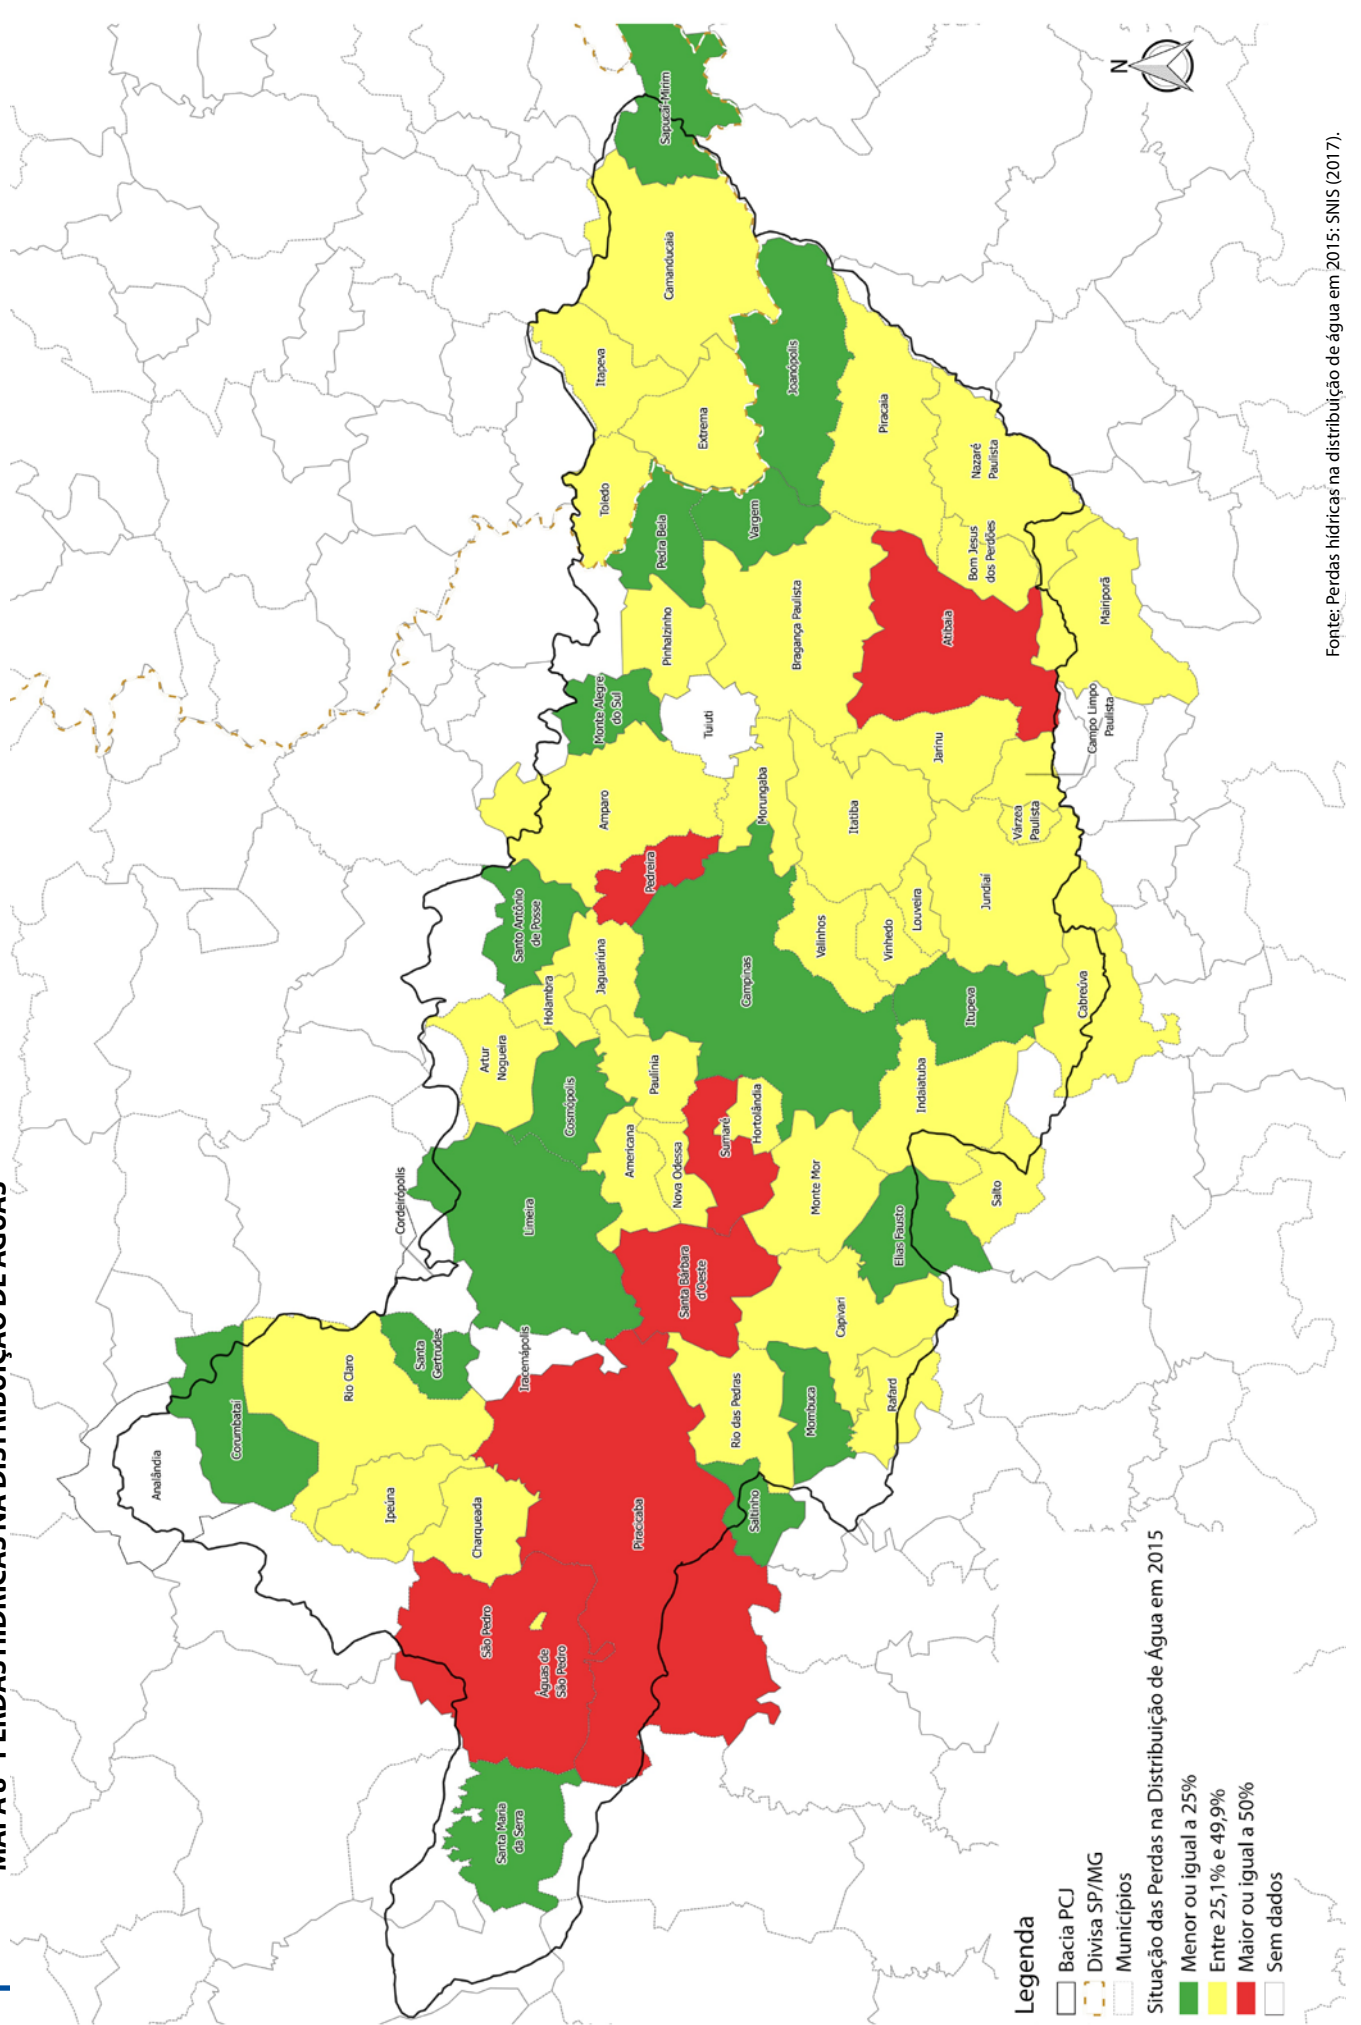 MAPA PERDAS HÍDRICAS NA DISTRIBUIÇÃO DE ÁGUAS
Analândia
Corumbataí
Rio Claro
Ipeúna
Cordeirópolis
Santa
Gertrudes
Charqueada
São Pedro
Águas de
São Pedro
Santa Maria
da Serra
Iracemápolis
Limeira
Artur
Nogueira
Holambra
Santo Antônio
de Posse
Cosmópolis
Jaguariúna
Amparo
Monte Alegre
do Sul
Toledo
Itapeva
Camanducaia
Sapucaí-Mirim
Piracicaba
Americana
Paulínia
Pedreira
Pinhalzinho
Pedra Bela
Extrema
Nova Odessa
Santa Bárbara
d'Oeste
Sumaré
Hortolândia
Campinas
Tuiuti
Morungaba
Vargem
Joanópolis
Saltinho
Rio das Pedras
Mombuca
Monte Mor
Valinhos
Itatiba
Bragança Paulista
Capivari
Rafard
Elias Fausto
Indaiatuba
Vinhedo
Louveira
Jarinu
Atibaia
Piracaia
Itupeva
Jundiaí
Várzea
Paulista
Bom Jesus
dos Perdões
Nazaré
Paulista
Salto
Cabreúva
Campo Limpo
Paulista
Mairiporã
N
Legenda
Bacia PCJ
Divisa SP/MG
Municípios
Situação das Perdas na Distribuição de Água em 2015
Menor ou igual a 25%
Entre 25,1% e 49,9%
Maior ou igual a 50%
Sem dados
Fonte: Perdas hídricas na distribuição de água em 2015: SNIS (2017).